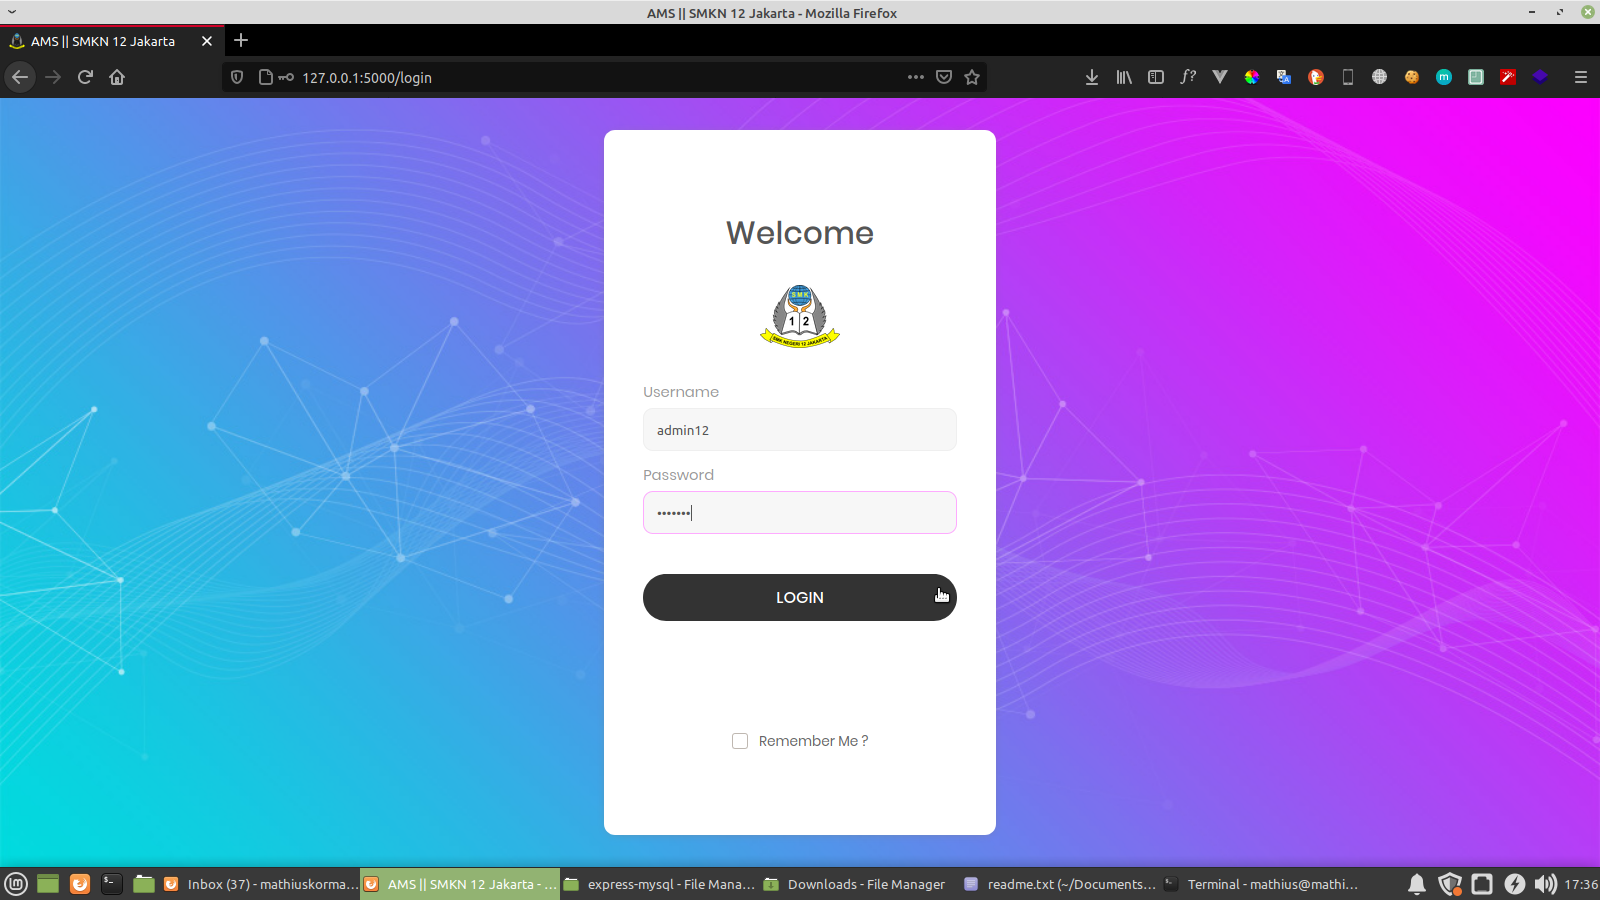 AMS || SMKN 12 Jakarta - Mozilla Firefox
AMS || SMKN 12 Jakarta
127.0.0.1:5000/login
f?
Welcome
SMK
1 2
SMK NEGERI 12 JAKARTA
Username
admin12
Password
•••••••
LOGIN
Remember Me ?
Inbox (37) - mathiuskorma...
AMS || SMKN 12 Jakarta - ...
express-mysql - File Mana...
Downloads - File Manager
readme.txt (~/Documents...
Terminal - mathius@mathi...
17:36